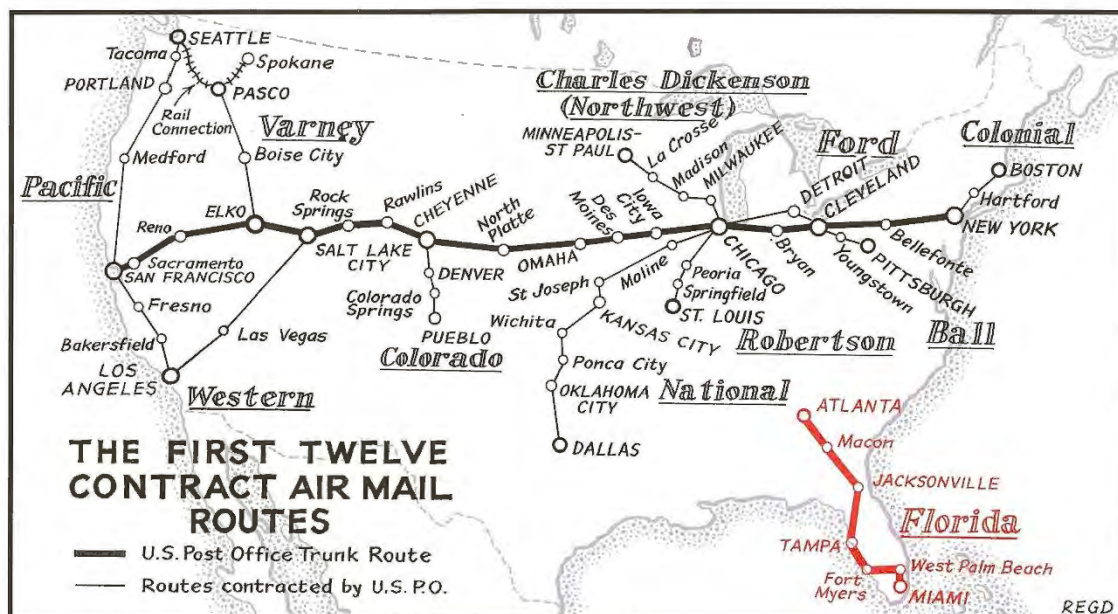 SEATTLE
Tacoma
Spokane
PORTLAND
PASCO
Rail
Connection
Varney
Medford
Boise City
Pacific
Charles Dickenson
(Northwest)
MINNEAPOLIS-
ST PAUL
La Crosse
Madison
MILWAUKEE
Ford
DETROIT
CLEVELAND
Colonial
BOSTON
Hartford
NEW YORK
Reno
ELKO
Rock
Springs
Rawlins
CHEYENNE
North
Platte
Des
Moines
Iowa
City
Sacramento
SAN FRANCISCO
SALT LAKE
CITY
OMAHA
Moline
CHICAGO
Bryan
Youngstown
PITTSBURGH
Bellefonte
Ball
Fresno
Bakersfield
LOS
ANGELES
Las Vegas
Western
DENVER
Colorado
Springs
PUEBLO
Colorado
St Joseph
KANSAS CITY
Wichita
Ponca City
OKLAHOMA
CITY
DALLAS
National
Peoria
Springfield
ST. LOUIS
Robertson
ATLANTA
Macon
JACKSONVILLE
Florida
TAMPA
Fort
Myers
West Palm Beach
MIAMI
THE FIRST TWELVE
CONTRACT AIR MAIL
ROUTES
U.S. Post Office Trunk Route
Routes contracted by U.S. P.O.
REGD